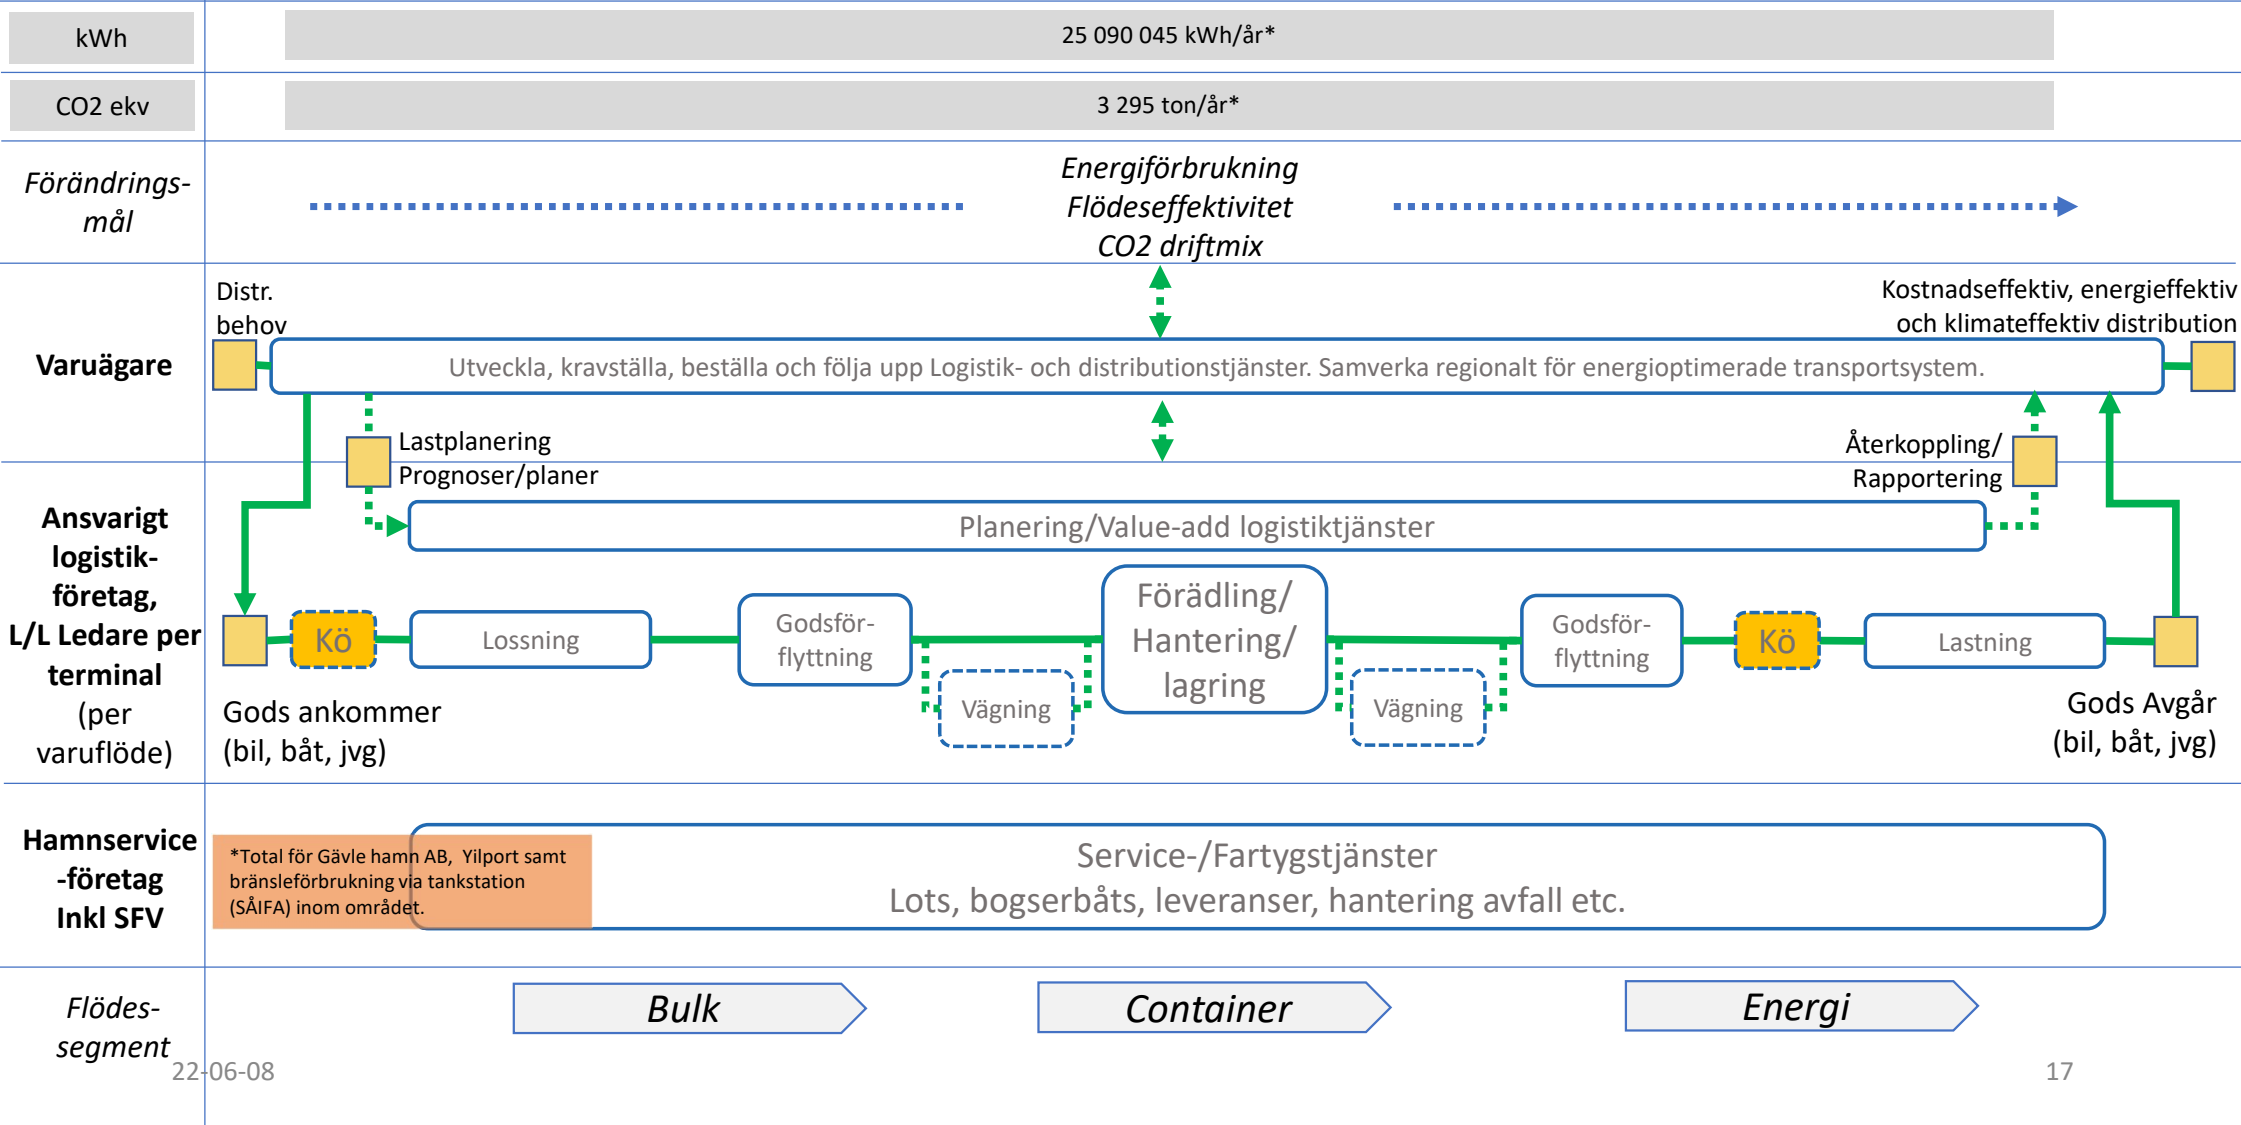 kWh
25 090 045 kWh/år*
CO2 ekv
3 295 ton/år*
Förändrings-
mål
Energiförbrukning
Flödeseffektivitet
CO2 driftmix
Varuägare
Distr.
behov
Kostnadseffektiv, energieffektiv
och klimateffektiv distribution
Utveckla, kravställa, beställa och följa upp Logistik- och distributionstjänster. Samverka regionalt för energioptimerade transportsystem.
Lastplanering
Prognoser/planer
Återkoppling/
Rapportering
Ansvarigt
logistik-
företag,
L/L Ledare per
terminal
(per
varuflöde)
Planering/Value-add logistiktjänster
Kö
Lossning
Godsför-
flyttning
Vägning
Förädling/
Hantering/
lagring
Vägning
Godsför-
flyttning
Kö
Lastning
Gods ankommer
(bil, båt, jvg)
Gods Avgår
(bil, båt, jvg)
Hamnservice
-företag
Inkl SFV
*Total för Gävle hamn AB, Yilport samt
bränsleförbrukning via tankstation
(SÅIFA) inom området.
Service-/Fartygstjänster
Lots, bogserbåts, leveranser, hantering avfall etc.
Flödes-
segment
Bulk
Container
Energi
22-06-08
17